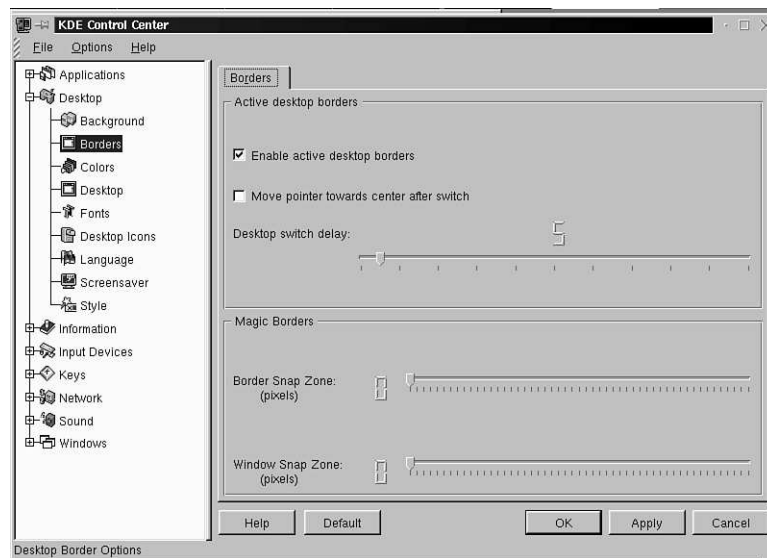 KDE Control Center
File Options Help
Applications
Desktop
Background
Borders
Colors
Desktop
Fonts
Desktop Icons
Language
Screensaver
Style
Information
Input Devices
Keys
Network
Sound
Windows
Borders
Active desktop borders
Enable active desktop borders
Move pointer towards center after switch
Desktop switch delay: 5
Magic Borders
Border Snap Zone: 0
(pixels)
Window Snap Zone: 0
(pixels)
Help Default OK Apply Cancel
Desktop Border Options